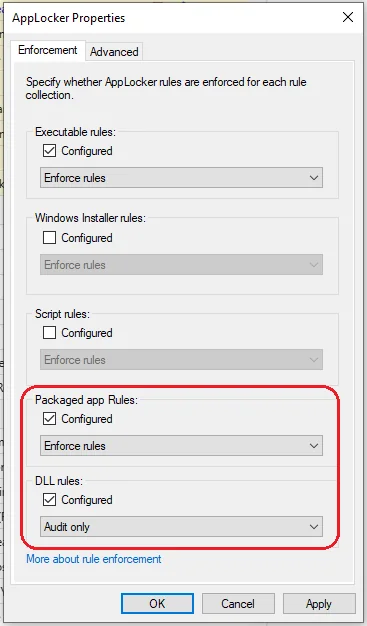 AppLocker Properties
Enforcement
Advanced
Specify whether AppLocker rules are enforced for each rule
collection.
Executable rules:
Configured
Enforce rules
Windows Installer rules:
Configured
Enforce rules
Script rules:
Configured
Enforce rules
Packaged app Rules:
Configured
Enforce rules
DLL rules:
Configured
Audit only
More about rule enforcement
OK
Cancel
Apply